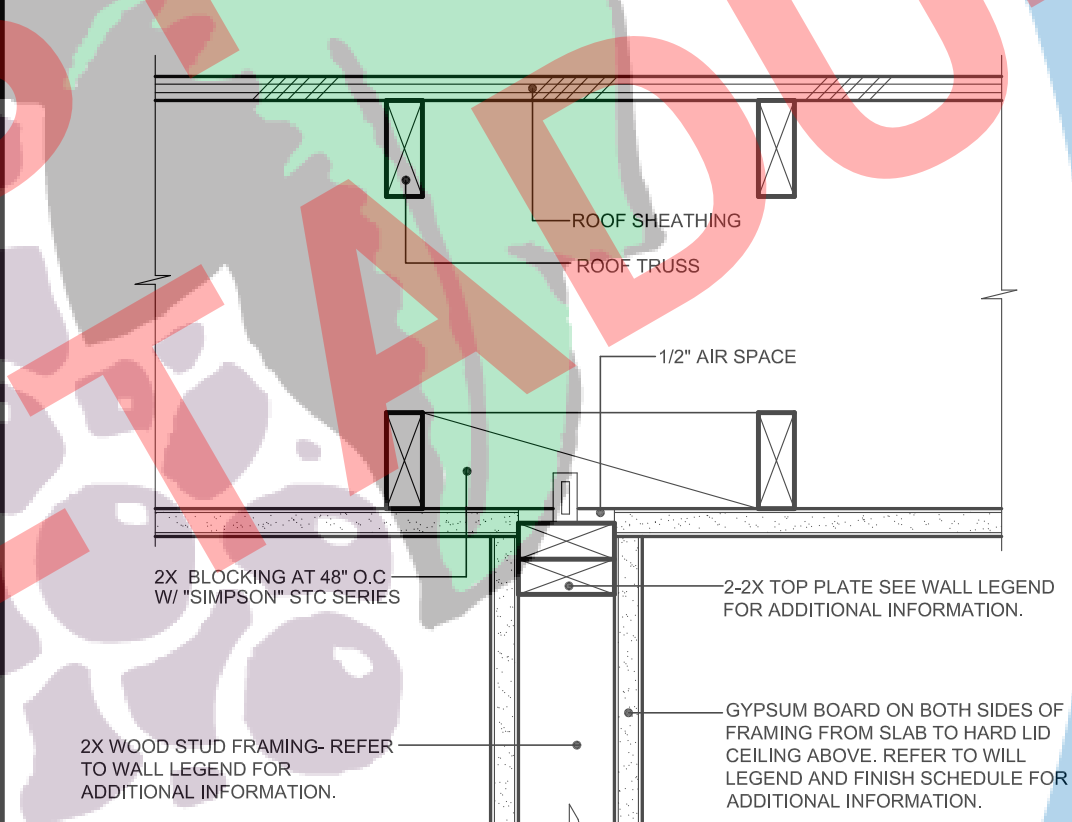 ROOF SHEATHING
ROOF TRUSS
1/2" AIR SPACE
2X BLOCKING AT 48" O.C
W/ "SIMPSON" STC SERIES
2-2X TOP PLATE SEE WALL LEGEND
FOR ADDITIONAL INFORMATION.
2X WOOD STUD FRAMING- REFER
TO WALL LEGEND FOR
ADDITIONAL INFORMATION.
GYPSUM BOARD ON BOTH SIDES OF
FRAMING FROM SLAB TO HARD LID
CEILING ABOVE. REFER TO WILL
LEGEND AND FINISH SCHEDULE FOR
ADDITIONAL INFORMATION.